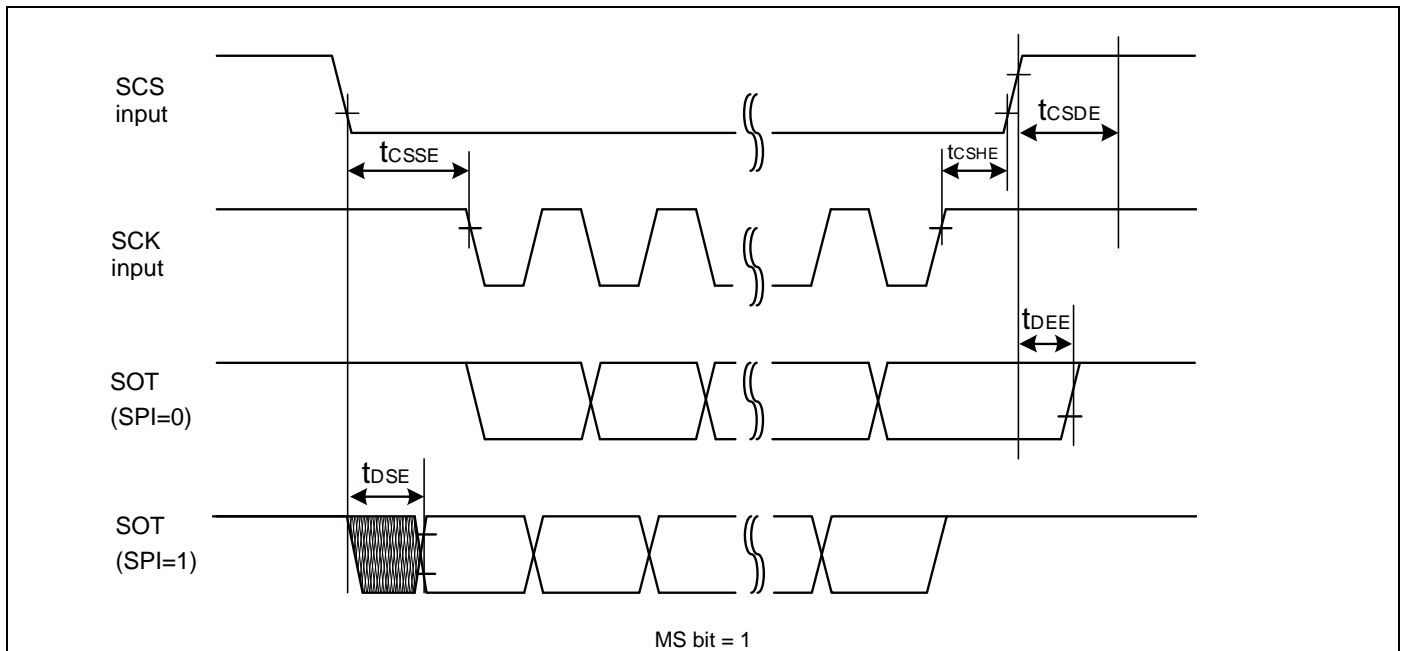 SCS
input
tCSDE
tCSSE
tCSHE
SCK
input
tDEE
SOT
(SPI=0)
tDSE
SOT
(SPI=1)
MS bit = 1